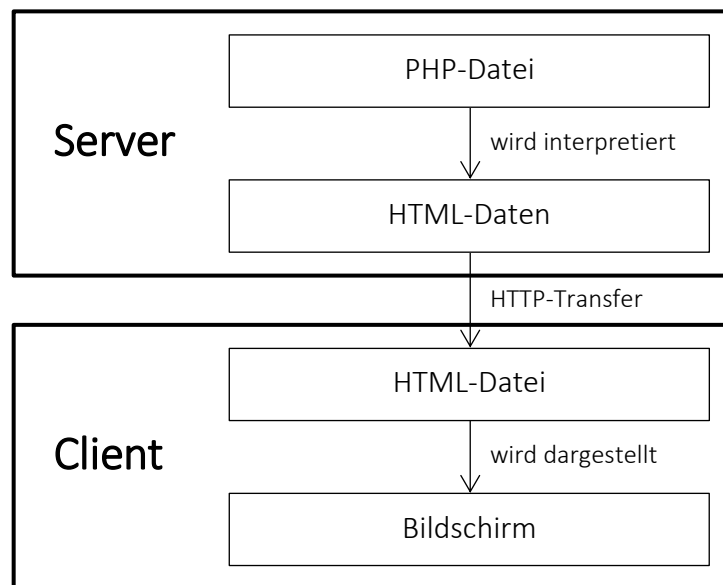 PHP-Datei
Server
wird interpretiert
HTML-Daten
HTTP-Transfer
HTML-Datei
Client
wird dargestellt
Bildschirm